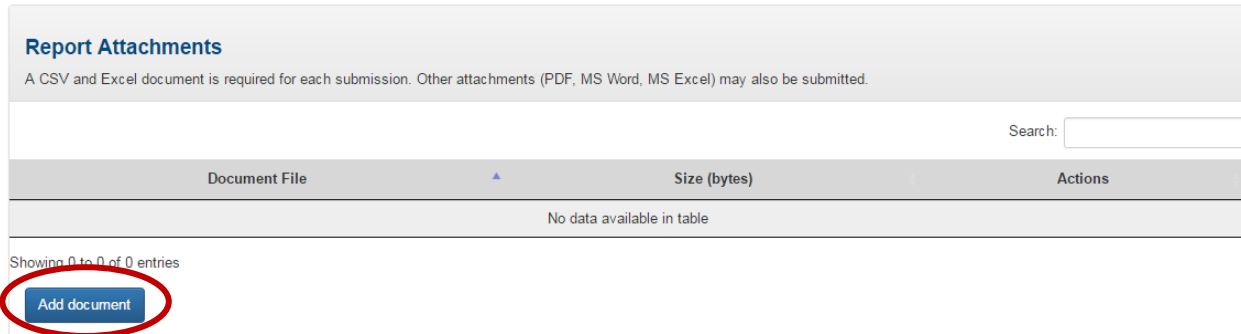 Report Attachments
A CSV and Excel document is required for each submission. Other attachments (PDF, MS Word, MS Excel) may also be submitted.
Search:
Document File Size (bytes) Actions
No data available in table
Showing 0 to 0 of 0 entries
Add document